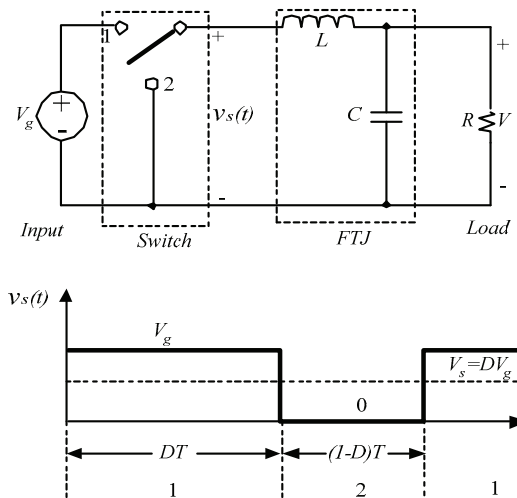 1
+
L
+
2
+
V_g
-
v_s(t)
C
R
V
-
-
Input
Switch
FTJ
Load
v_s(t)
V_g
V_s=DV_g
0
DT
(1-D)T
1
2
1